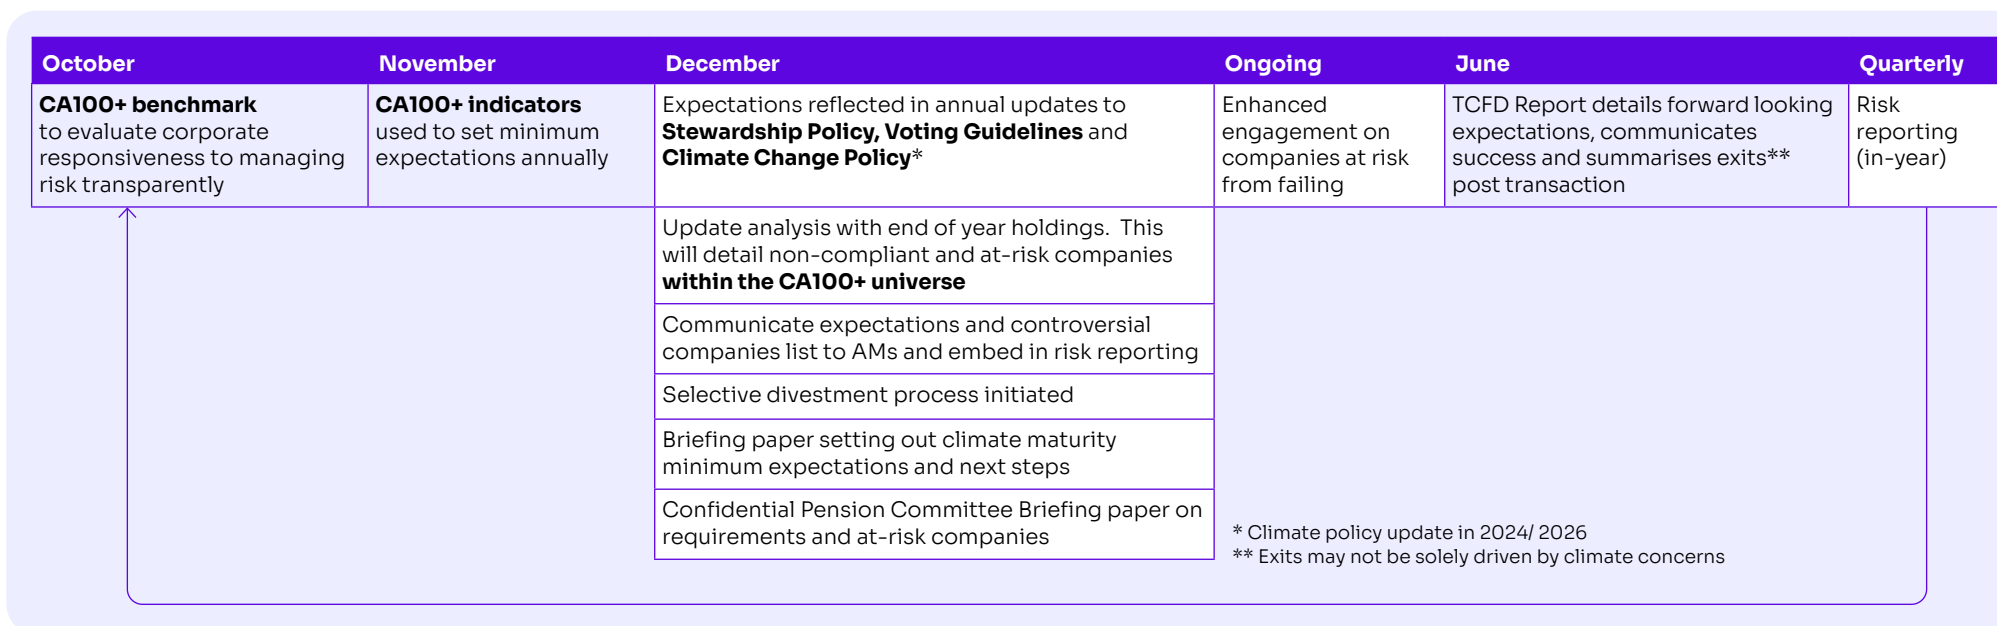 October
November
December
Ongoing
June
Quarterly
CA100+ benchmark
to evaluate corporate
responsiveness to managing
risk transparently
CA100+ indicators
used to set minimum
expectations annually
Expectations reflected in annual updates to
Stewardship Policy, Voting Guidelines and
Climate Change Policy*
Enhanced
engagement on
companies at risk
from failing
TCFD Report details forward looking
expectations, communicates
success and summarises exits**
post transaction
Risk
reporting
(in-year)
Update analysis with end of year holdings. This
will detail non-compliant and at-risk companies
within the CA100+ universe
Communicate expectations and controversial
companies list to AMs and embed in risk reporting
Selective divestment process initiated
Briefing paper setting out climate maturity
minimum expectations and next steps
Confidential Pension Committee Briefing paper on
requirements and at-risk companies
* Climate policy update in 2024/ 2026
** Exits may not be solely driven by climate concerns